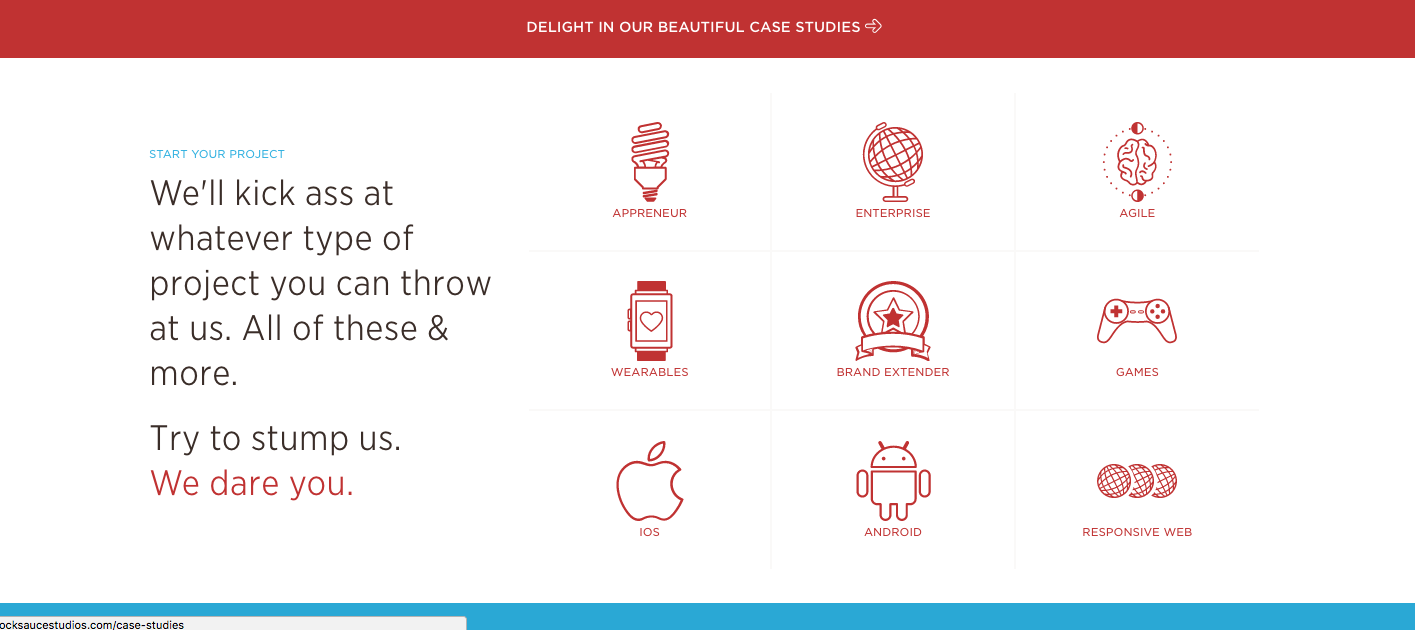 DELIGHT IN OUR BEAUTIFUL CASE STUDIES
START YOUR PROJECT
We'll kick ass at
whatever type of
project you can throw
at us. All of these &
more.
Try to stump us.
We dare you.
APPRENEUR
ENTERPRISE
AGILE
WEARABLES
BRAND EXTENDER
GAMES
IOS
ANDROID
RESPONSIVE WEB
ocksaucestudios.com/case-studies